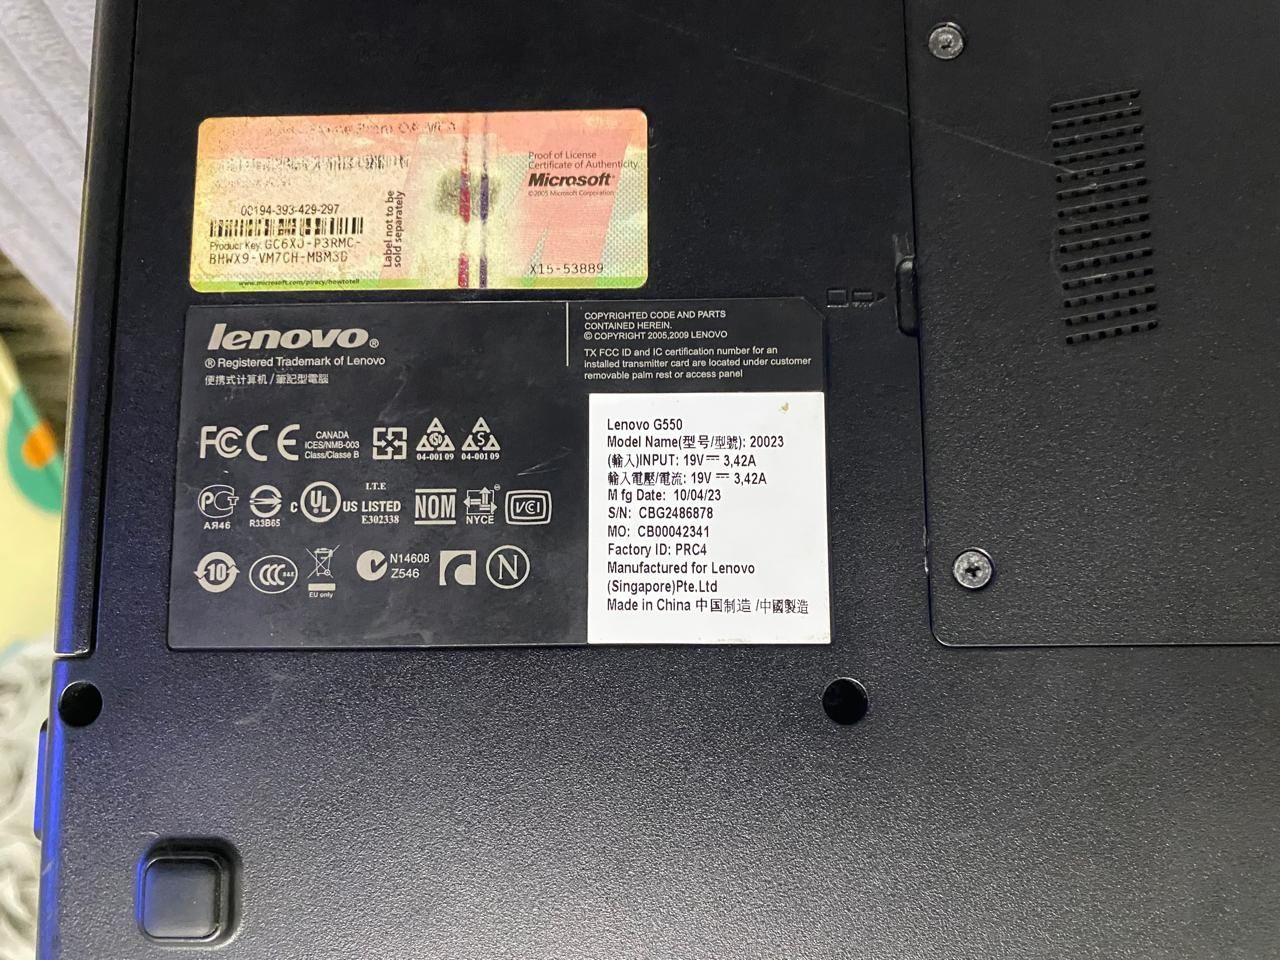 00194-393-429-297
Product Key: GC6XJ-P3RMC-
BHWX9-VM7CH-MBM3G
www.microsoft.com/piracy/howtotell
Label not to be
sold separately
Proof of License
Certificate of Authenticity
Microsoft®
©2005 Microsoft Corporation
X15-53889
lenovo®
® Registered Trademark of Lenovo
便携式计算机/筆記型電腦
COPYRIGHTED CODE AND PARTS
CONTAINED HEREIN.
© COPYRIGHT 2005,2009 LENOVO
TX FCC ID and IC certification number for an
installed transmitter card are located under customer
removable palm rest or access panel
FC CE
CANADA
ICES/NMB-003
Class/Classe B
04-001 09
S
04-001 09
PCT
АЯ46
R33B65
c UL US LISTED
I.T.E
E302338
NOM
NYCE
VCCI
10
CCC S&E
EU only
N14608
Z546
N
Lenovo G550
Model Name(型号/型號): 20023
(輸入)INPUT: 19V⎓ 3,42A
輸入電壓/電流: 19V⎓ 3,42A
Mfg Date: 10/04/23
S/N: CBG2486878
MO: CB00042341
Factory ID: PRC4
Manufactured for Lenovo
(Singapore)Pte.Ltd
Made in China 中国制造 /中國製造